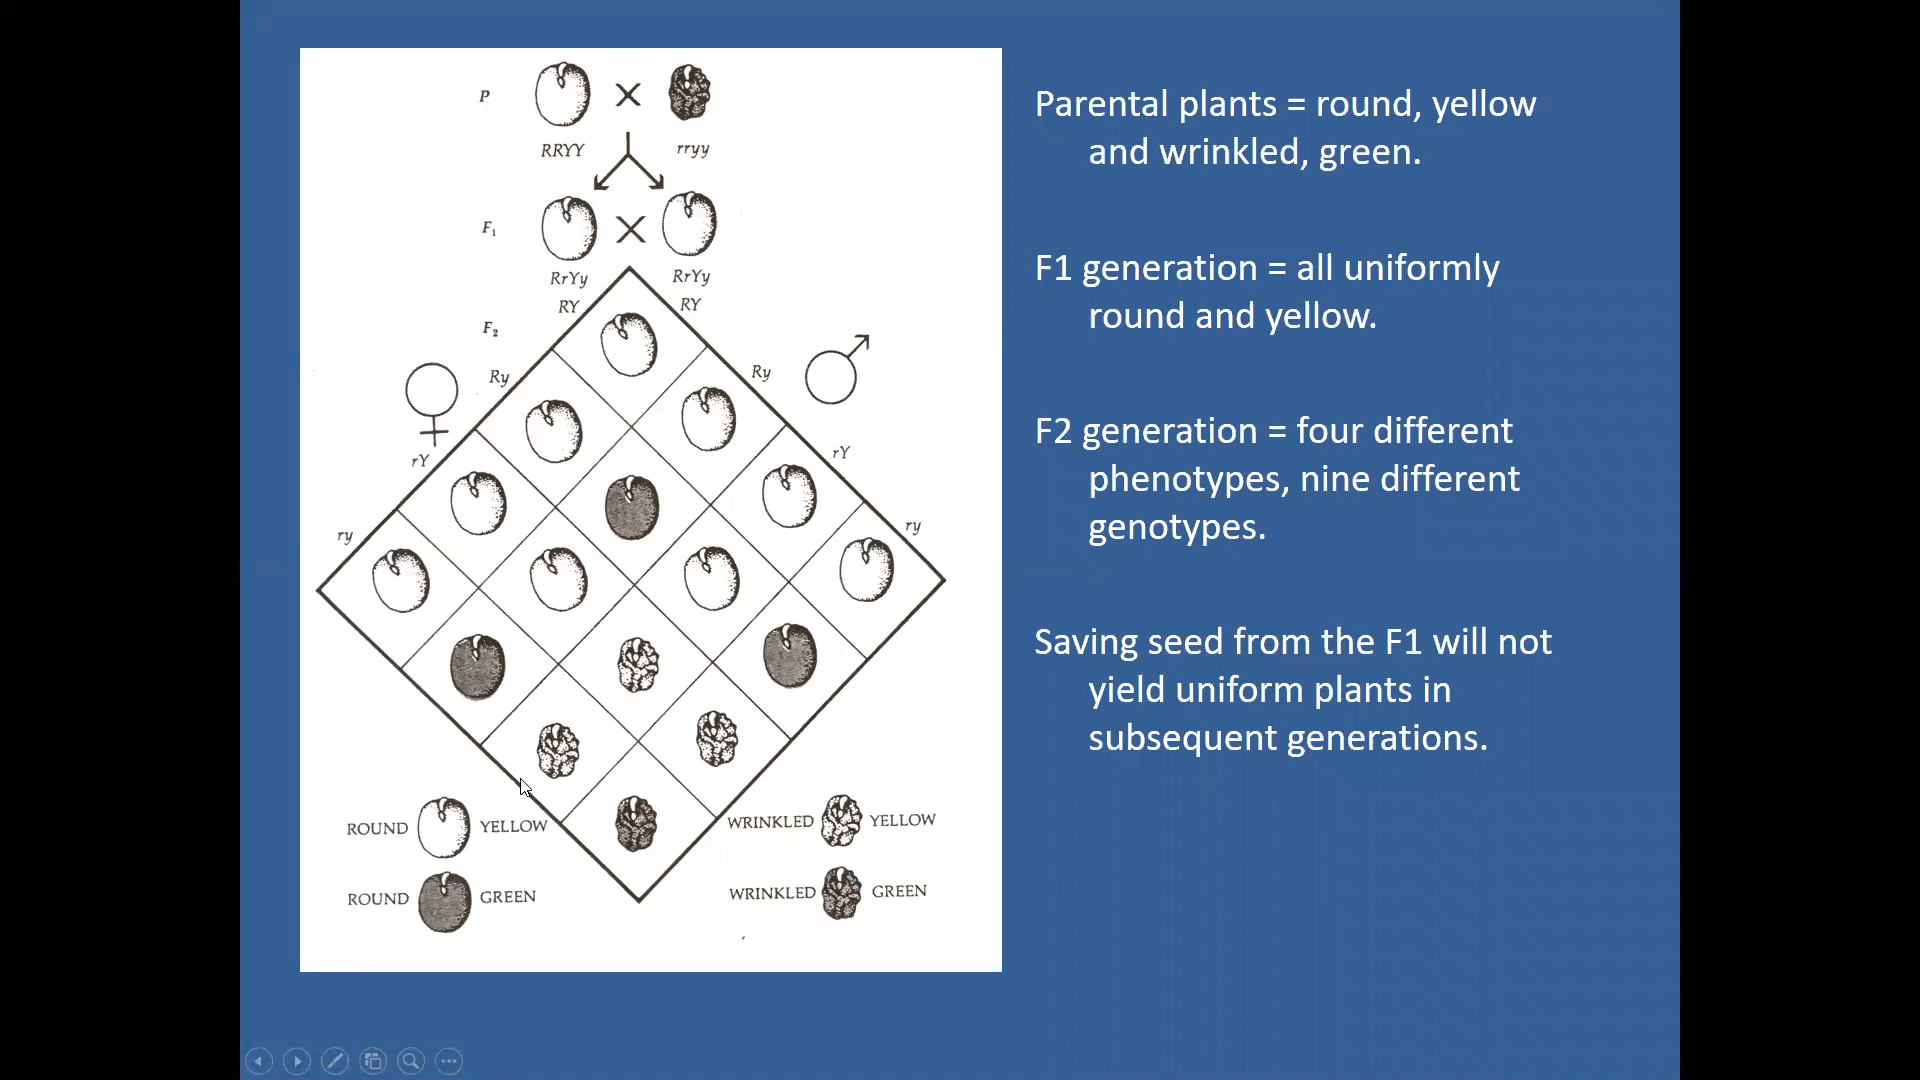 P
RRYY
rryy
F₁
RrYy
RrYy
RY
RY
F₂
Ry
Ry
rY
rY
ry
ry
ROUND YELLOW
WRINKLED YELLOW
ROUND GREEN
WRINKLED GREEN
Parental plants = round, yellow
and wrinkled, green.
F1 generation = all uniformly
round and yellow.
F2 generation = four different
phenotypes, nine different
genotypes.
Saving seed from the F1 will not
yield uniform plants in
subsequent generations.